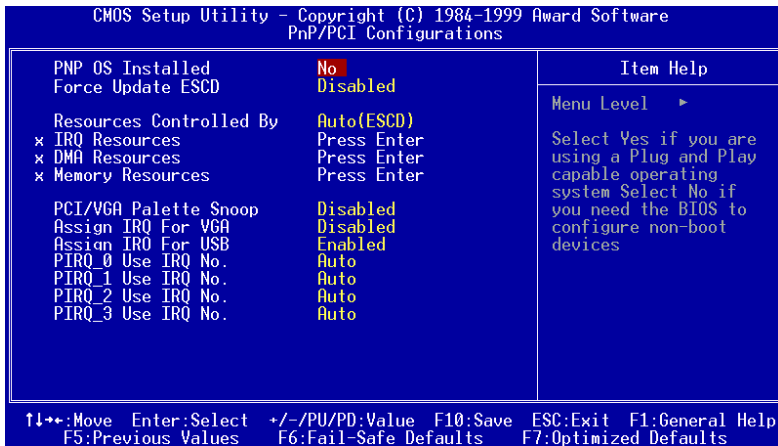 CMOS Setup Utility – Copyright (C) 1984-1999 Award Software
PnP/PCI Configurations
PNP OS Installed No
Force Update ESCD Disabled
Resources Controlled By Auto(ESCD)
x IRQ Resources Press Enter
x DMA Resources Press Enter
x Memory Resources Press Enter
PCI/VGA Palette Snoop Disabled
Assign IRQ For VGA Disabled
Assign IRQ For USB Enabled
PIRQ_0 Use IRQ No. Auto
PIRQ_1 Use IRQ No. Auto
PIRQ_2 Use IRQ No. Auto
PIRQ_3 Use IRQ No. Auto
Item Help
Menu Level ►
Select Yes if you are
using a Plug and Play
capable operating
system Select No if
you need the BIOS to
configure non-boot
devices
↑↓→←:Move Enter:Select +/-/PU/PD:Value F10:Save ESC:Exit F1:General Help
F5:Previous Values F6:Fail-Safe Defaults F7:Optimized Defaults